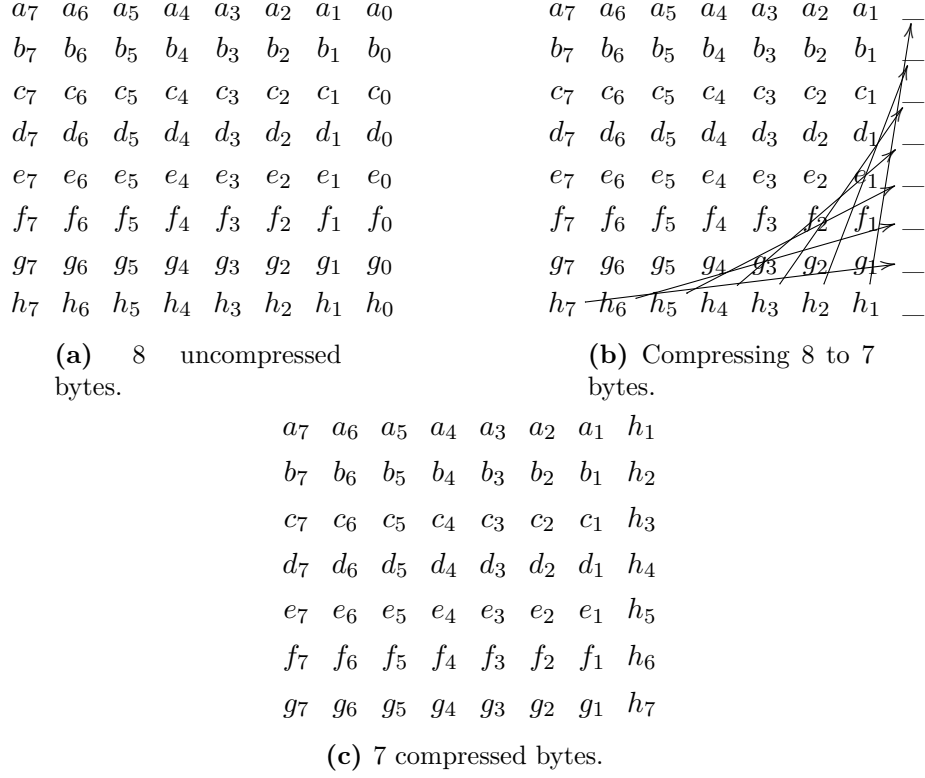 a₇ a₆ a₅ a₄ a₃ a₂ a₁ a₀
b₇ b₆ b₅ b₄ b₃ b₂ b₁ b₀
c₇ c₆ c₅ c₄ c₃ c₂ c₁ c₀
d₇ d₆ d₅ d₄ d₃ d₂ d₁ d₀
e₇ e₆ e₅ e₄ e₃ e₂ e₁ e₀
f₇ f₆ f₅ f₄ f₃ f₂ f₁ f₀
g₇ g₆ g₅ g₄ g₃ g₂ g₁ g₀
h₇ h₆ h₅ h₄ h₃ h₂ h₁ h₀
(a) 8 uncompressed
bytes.
a₇ a₆ a₅ a₄ a₃ a₂ a₁ _
b₇ b₆ b₅ b₄ b₃ b₂ b₁ _
c₇ c₆ c₅ c₄ c₃ c₂ c₁ _
d₇ d₆ d₅ d₄ d₃ d₂ d₁ _
e₇ e₆ e₅ e₄ e₃ e₂ e₁ _
f₇ f₆ f₅ f₄ f₃ f₂ f₁ _
g₇ g₆ g₅ g₄ g₃ g₂ g₁ _
h₇ h₆ h₅ h₄ h₃ h₂ h₁ _
(b) Compressing 8 to 7
bytes.
a₇ a₆ a₅ a₄ a₃ a₂ a₁ h₁
b₇ b₆ b₅ b₄ b₃ b₂ b₁ h₂
c₇ c₆ c₅ c₄ c₃ c₂ c₁ h₃
d₇ d₆ d₅ d₄ d₃ d₂ d₁ h₄
e₇ e₆ e₅ e₄ e₃ e₂ e₁ h₅
f₇ f₆ f₅ f₄ f₃ f₂ f₁ h₆
g₇ g₆ g₅ g₄ g₃ g₂ g₁ h₇
(c) 7 compressed bytes.